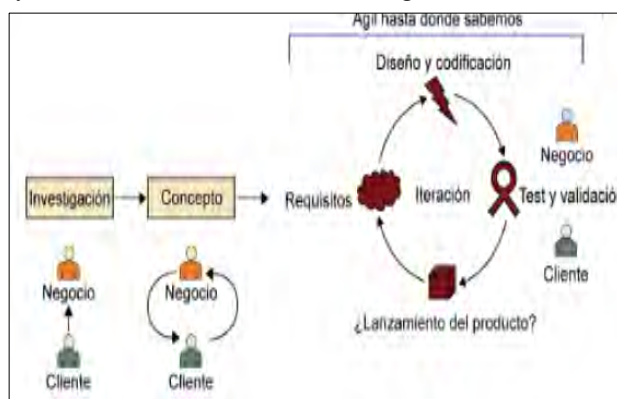 Agil hasta donde sabemos
Diseño y codificación
Investigación
Concepto
Requisitos
Iteración
Test y validació
Negocio
Cliente
Negocio
Cliente
Negocio
Cliente
¿Lanzamiento del producto?